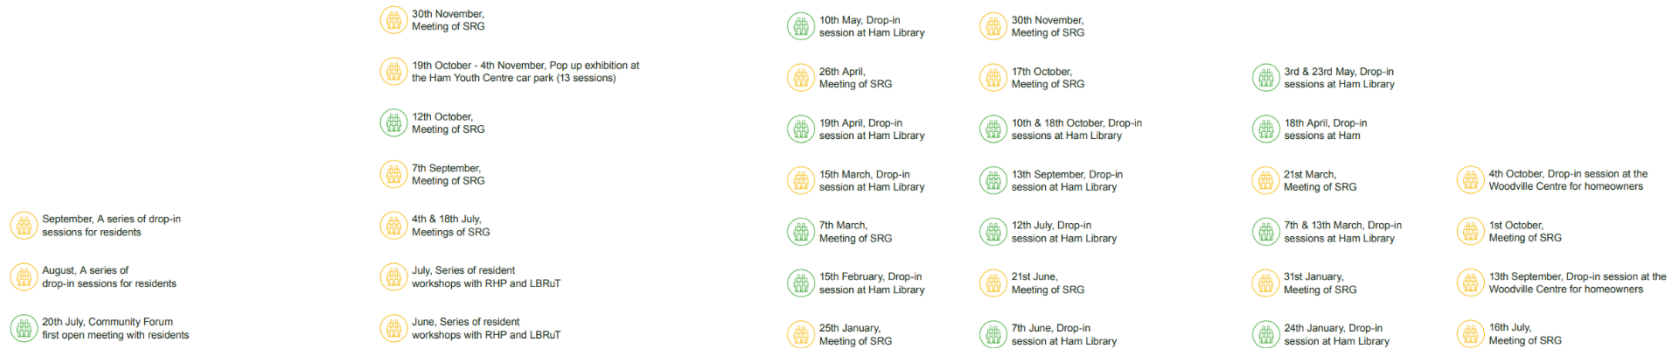 September, A series of drop-in
sessions for residents
August, A series of
drop-in sessions for residents
20th July, Community Forum
first open meeting with residents
30th November,
Meeting of SRG
19th October - 4th November, Pop up exhibition at
the Ham Youth Centre car park (13 sessions)
12th October,
Meeting of SRG
7th September,
Meeting of SRG
4th & 18th July,
Meetings of SRG
July, Series of resident
workshops with RHP and LBRuT
June, Series of resident
workshops with RHP and LBRuT
10th May, Drop-in
session at Ham Library
26th April,
Meeting of SRG
19th April, Drop-in
session at Ham Library
15th March, Drop-in
session at Ham Library
7th March,
Meeting of SRG
15th February, Drop-in
session at Ham Library
25th January,
Meeting of SRG
30th November,
Meeting of SRG
17th October,
Meeting of SRG
10th & 18th October, Drop-in
sessions at Ham Library
13th September, Drop-in
session at Ham Library
12th July, Drop-in
session at Ham Library
21st June,
Meeting of SRG
7th June, Drop-in
session at Ham Library
3rd & 23rd May, Drop-in
sessions at Ham Library
18th April, Drop-in
sessions at Ham
21st March,
Meeting of SRG
7th & 13th March, Drop-in
sessions at Ham Library
31st January,
Meeting of SRG
24th January, Drop-in
session at Ham Library
4th October, Drop-in session at the
Woodville Centre for homeowners
1st October,
Meeting of SRG
13th September, Drop-in session at the
Woodville Centre for homeowners
16th July,
Meeting of SRG